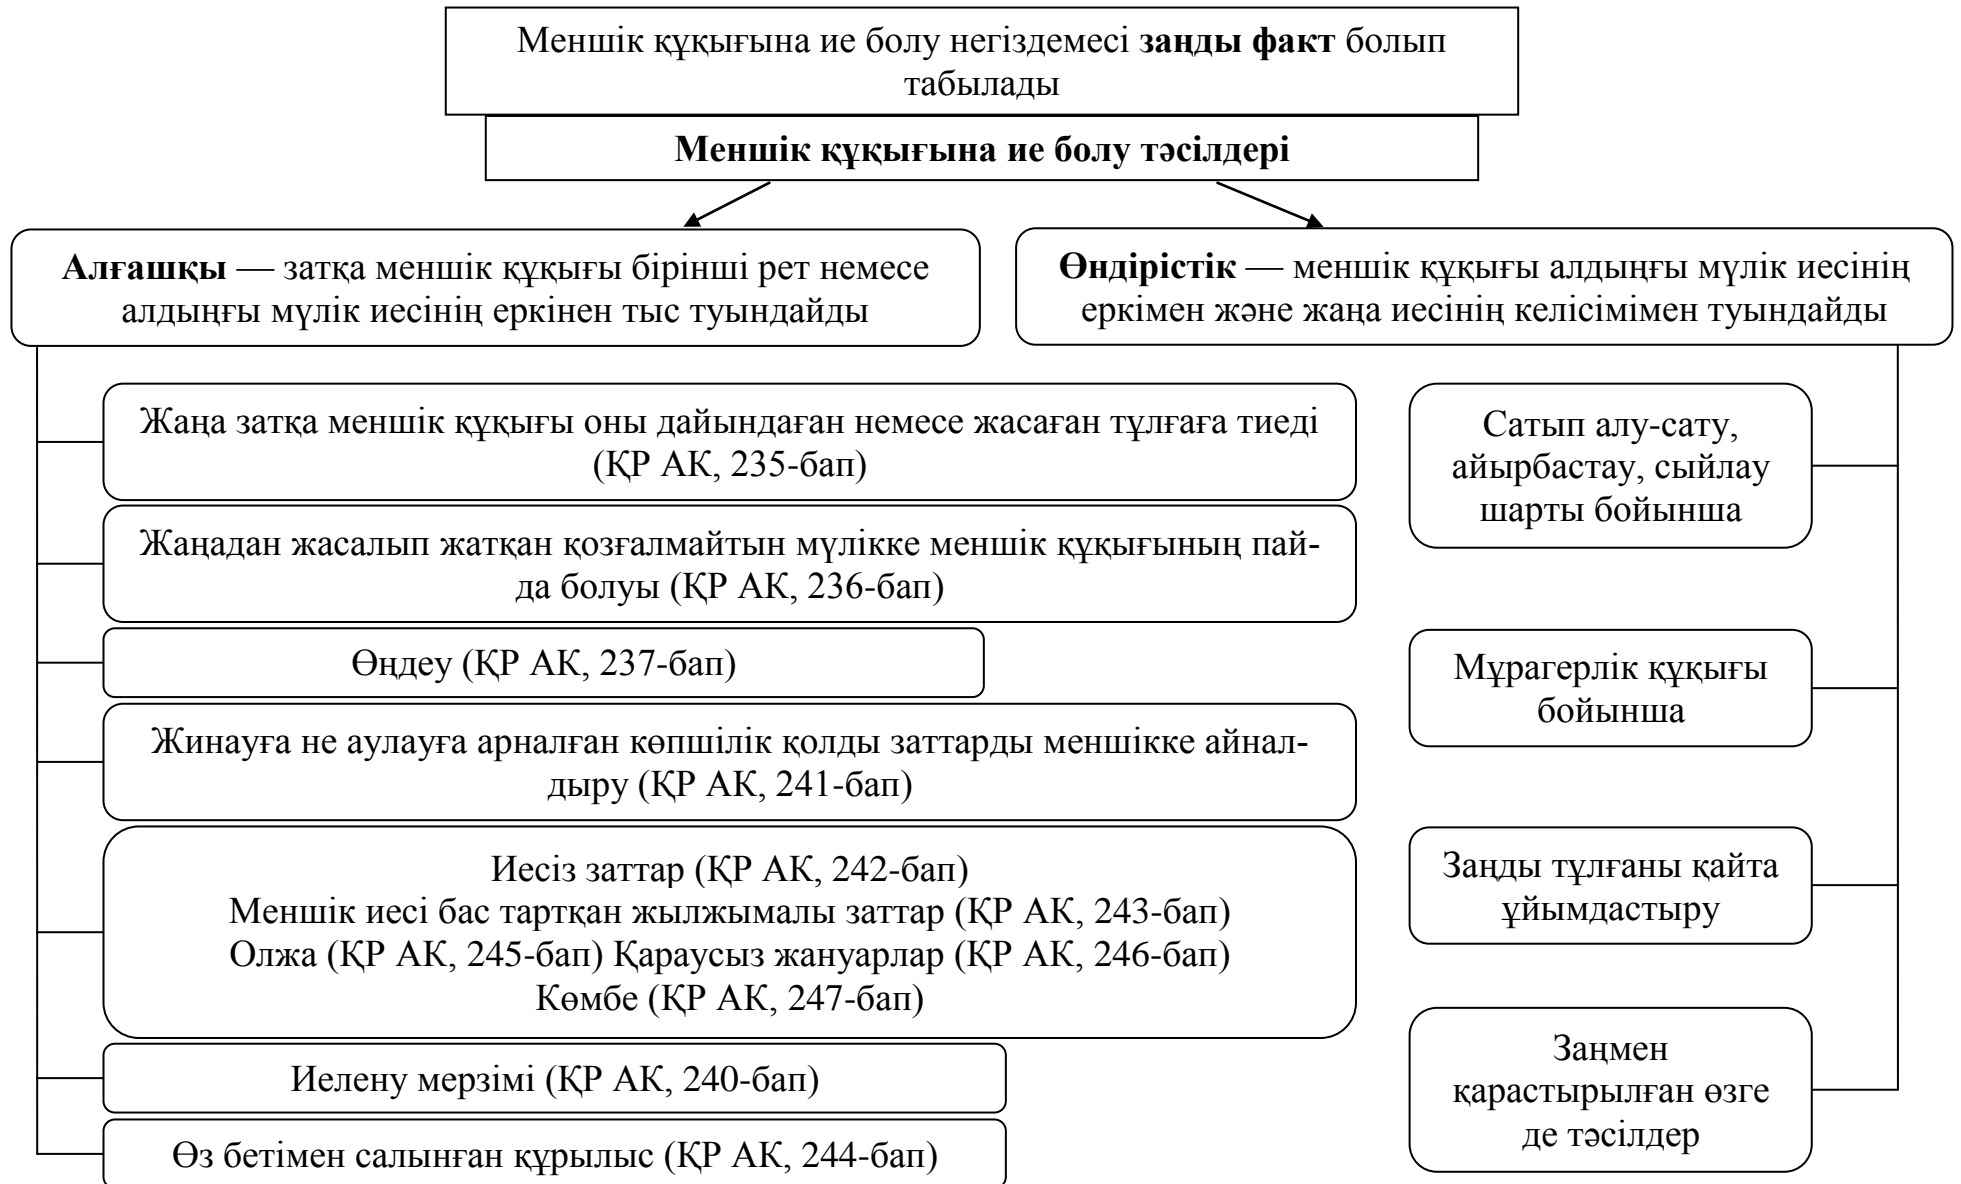 Меншік құқығына ие болу негіздемесі заңды факт болып
табылады
Меншік құқығына ие болу тәсілдері
Алғашқы — затқа меншік құқығы бірінші рет немесе
алдыңғы мүлік иесінің еркінен тыс туындайды
Өндірістік — меншік құқығы алдыңғы мүлік иесінің
еркімен және жаңа иесінің келісімімен туындайды
Жаңа затқа меншік құқығы оны дайындаған немесе жасаған тұлғаға тиеді
(ҚР АК, 235-бап)
Жаңадан жасалып жатқан қозғалмайтын мүлікке меншік құқығының пай-
да болуы (ҚР АК, 236-бап)
Өңдеу (ҚР АК, 237-бап)
Жинауға не аулауға арналған көпшілік қолды заттарды меншікке айнал-
дыру (ҚР АК, 241-бап)
Иесіз заттар (ҚР АК, 242-бап)
Меншік иесі бас тартқан жылжымалы заттар (ҚР АК, 243-бап)
Олжа (ҚР АК, 245-бап) Қараусыз жануарлар (ҚР АК, 246-бап)
Көмбе (ҚР АК, 247-бап)
Иелену мерзімі (ҚР АК, 240-бап)
Өз бетімен салынған құрылыс (ҚР АК, 244-бап)
Сатып алу-сату,
айырбастау, сыйлау
шарты бойынша
Мұрагерлік құқығы
бойынша
Заңды тұлғаны қайта
ұйымдастыру
Заңмен
қарастырылған өзге
де тәсілдер